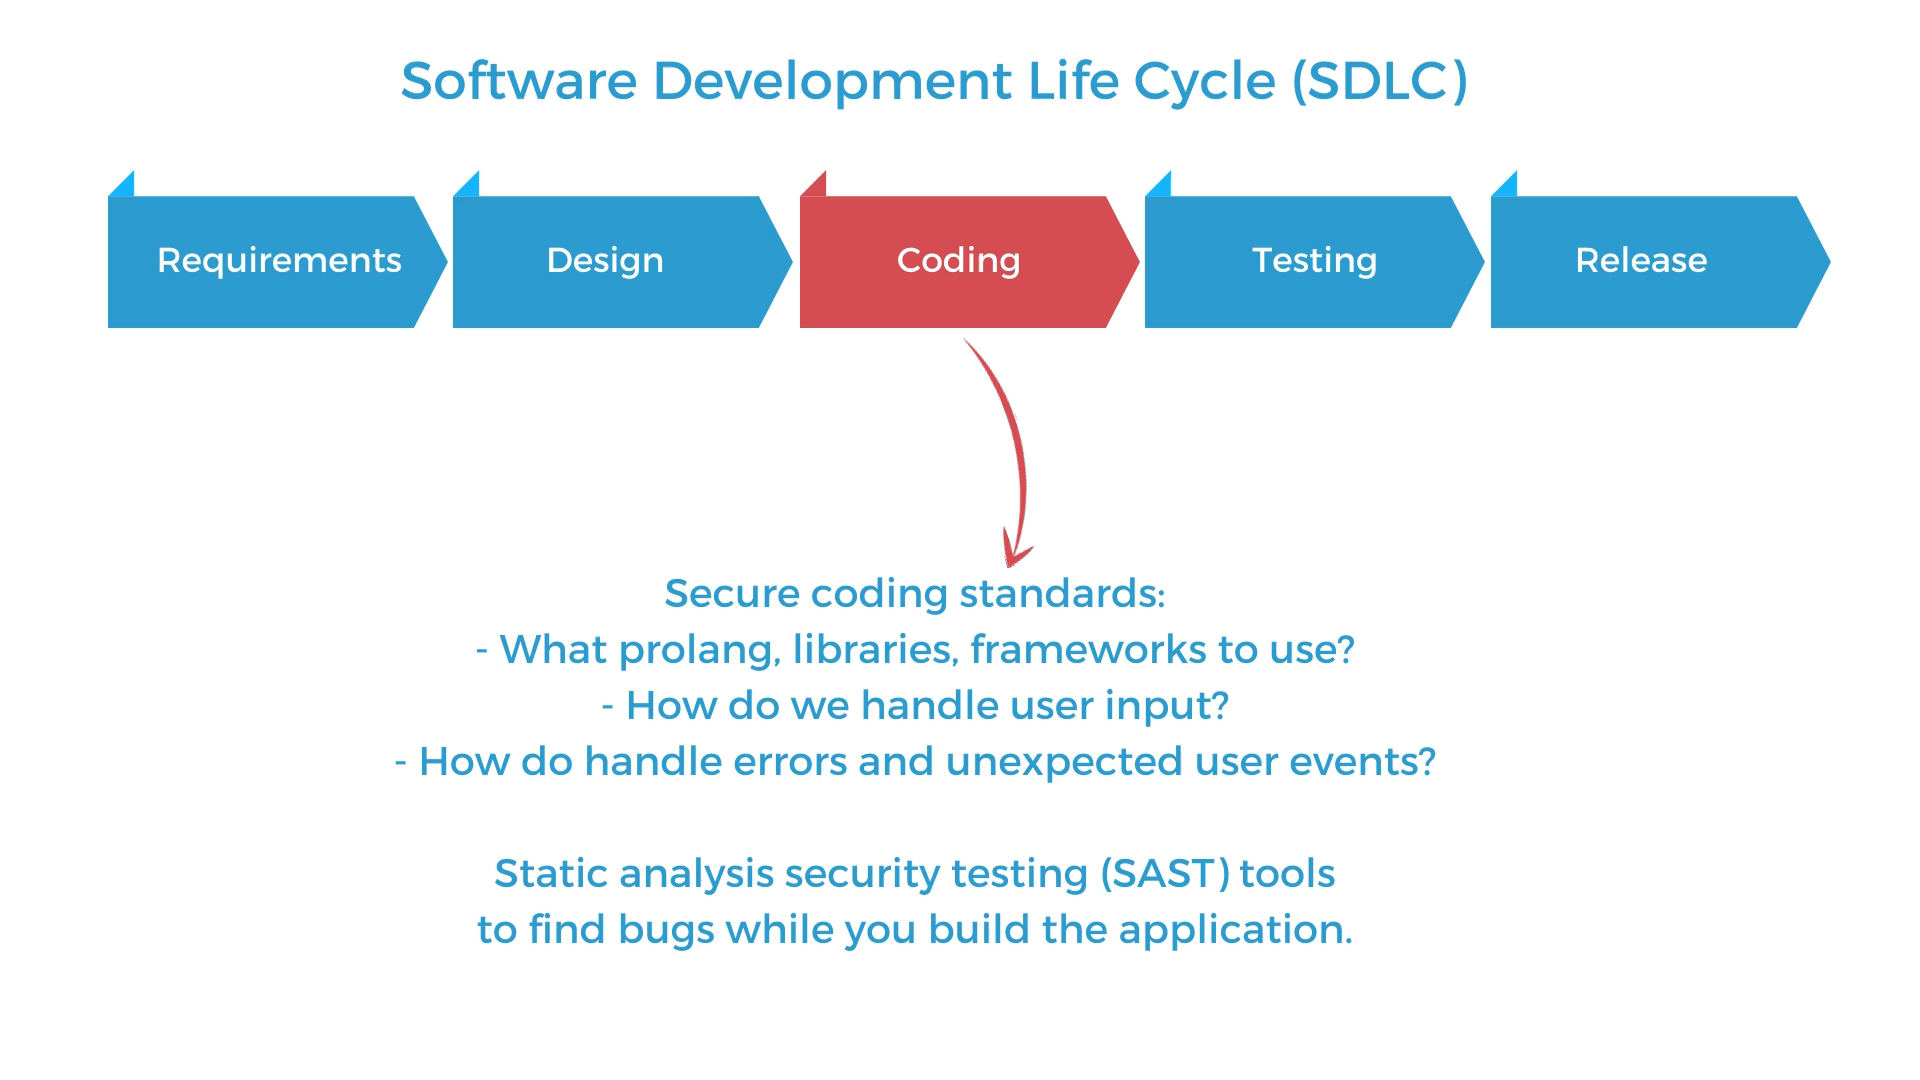 Software Development Life Cycle (SDLC)
Requirements
Design
Coding
Testing
Release
Secure coding standards:
- What prolang, libraries, frameworks to use?
- How do we handle user input?
- How do handle errors and unexpected user events?
Static analysis security testing (SAST) tools
to find bugs while you build the application.